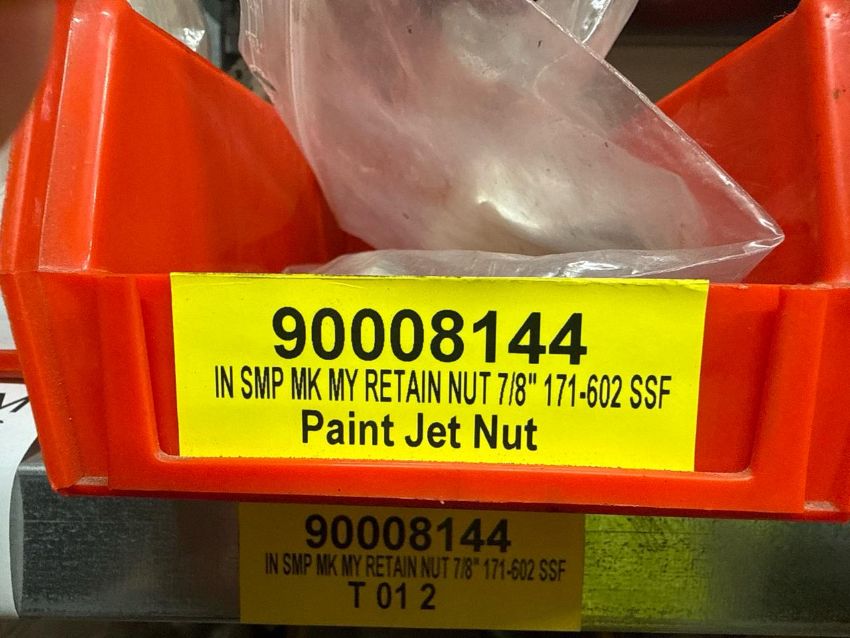 90008144
IN SMP MK MY RETAIN NUT 7/8" 171-602 SSF
Paint Jet Nut
90008144
IN SMP MK MY RETAIN NUT 7/8" 171-602 SSF
T 01 2